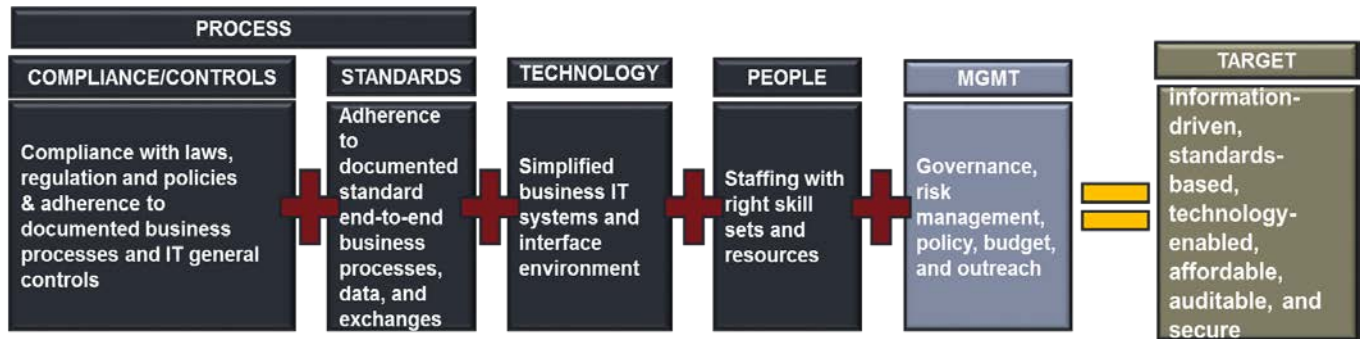 PROCESS
COMPLIANCE/CONTROLS
Compliance with laws,
regulation and policies
& adherence to
documented business
processes and IT general
controls
STANDARDS
Adherence
to
documented
standard
end-to-end
business
processes,
data, and
exchanges
TECHNOLOGY
Simplified
business IT
systems and
interface
environment
PEOPLE
Staffing with
right skill
sets and
resources
MGMT
Governance,
risk
management,
policy, budget,
and outreach
TARGET
information-
driven,
standards-
based,
technology-
enabled,
affordable,
auditable, and
secure